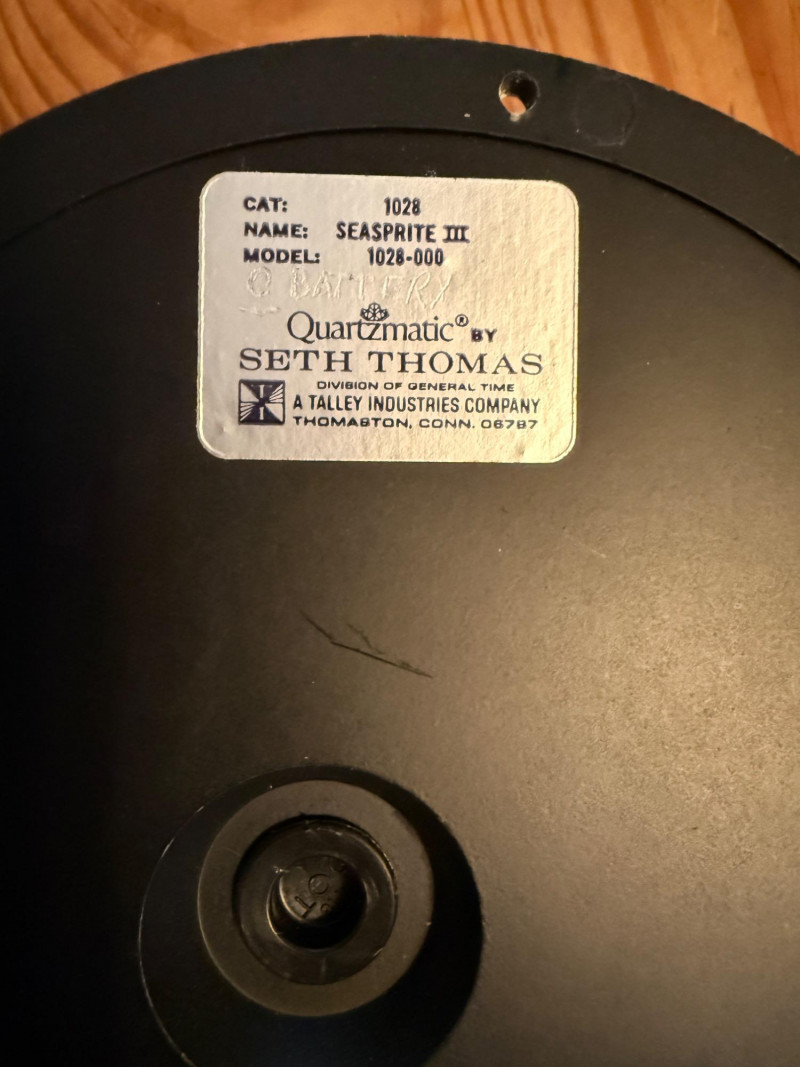 CAT: 1028
NAME: SEASPRITE III
MODEL: 1028-000
BATTERY
Quartzmatic® BY
SETH THOMAS
DIVISION OF GENERAL TIME
A TALLEY INDUSTRIES COMPANY
THOMASTON, CONN. 06787